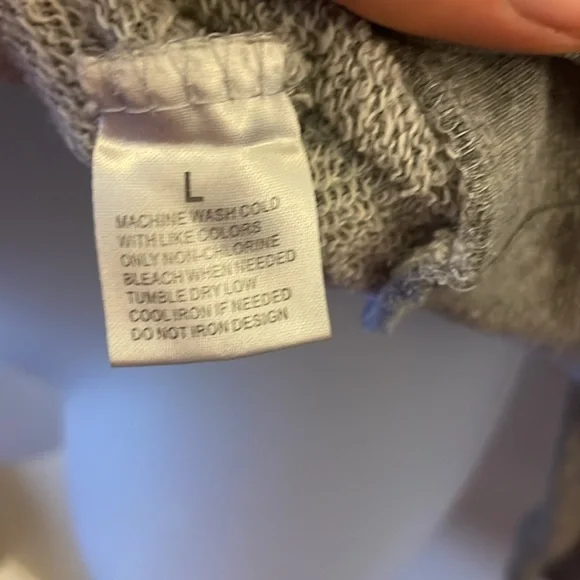 L
MACHINE WASH COLD
WITH LIKE COLORS
ONLY NON-CHLORINE
BLEACH WHEN NEEDED
TUMBLE DRY LOW
COOL IRON IF NEEDED
DO NOT IRON DESIGN